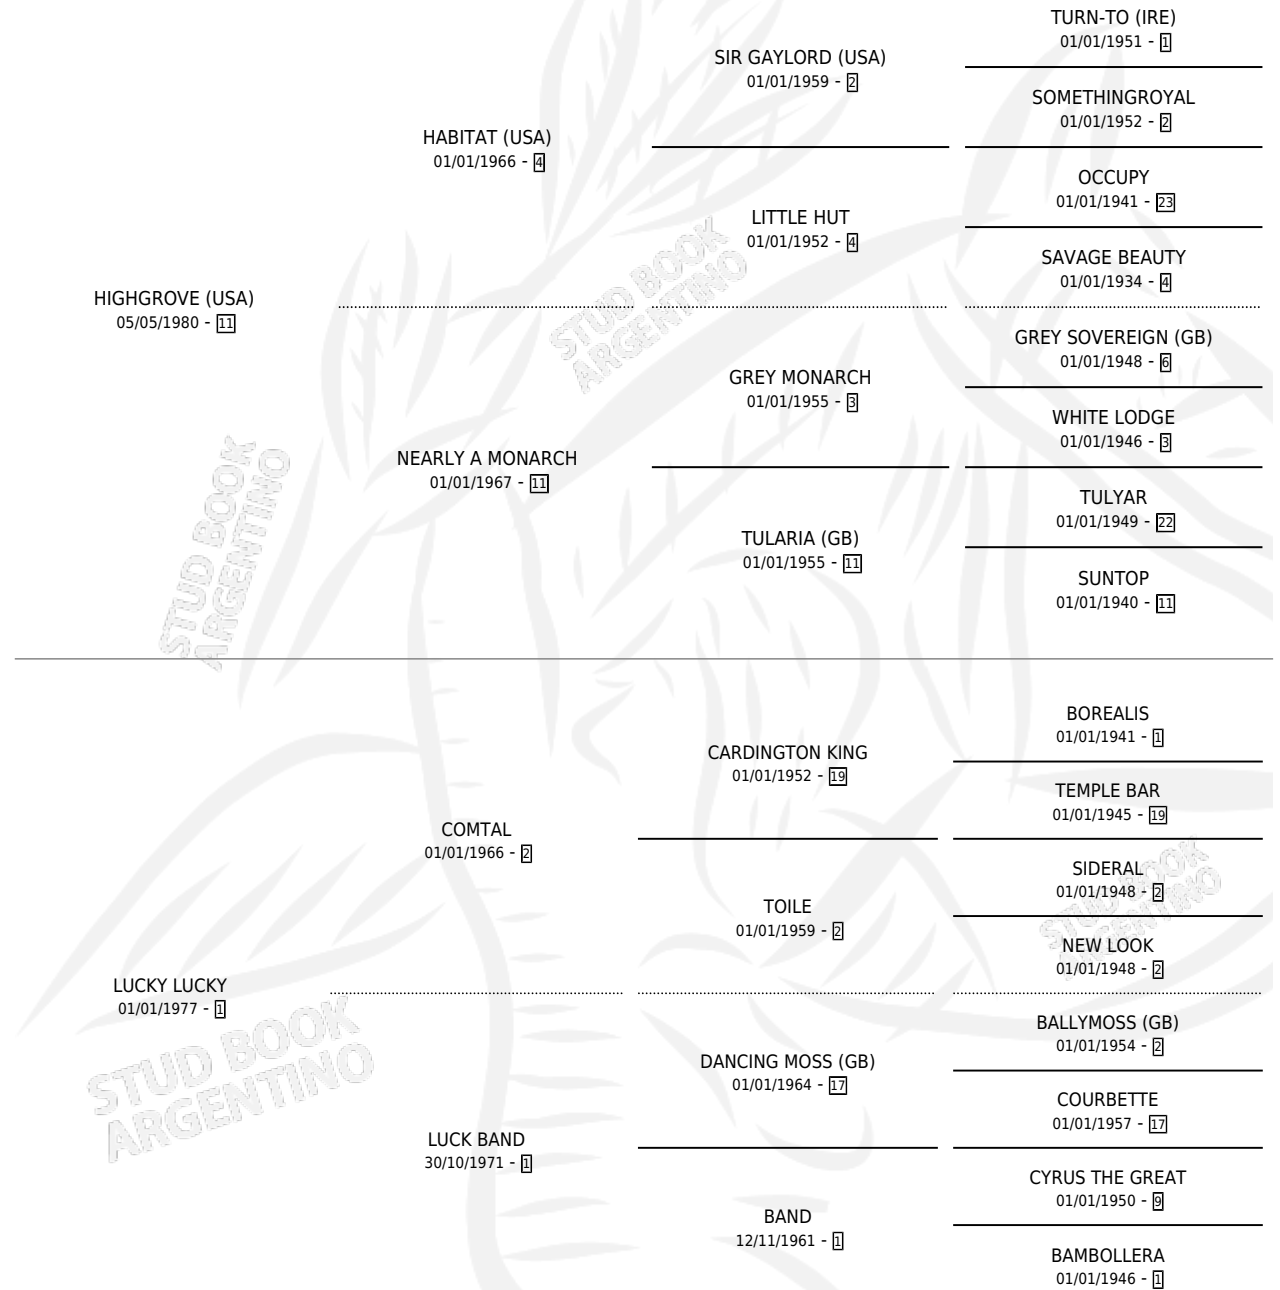 TURN-TO (IRE)
01/01/1951 - 1
SIR GAYLORD (USA)
01/01/1959 - 2
SOMETHINGROYAL
01/01/1952 - 2
HABITAT (USA)
01/01/1966 - 4
OCCUPY
01/01/1941 - 23
LITTLE HUT
01/01/1952 - 4
SAVAGE BEAUTY
01/01/1934 - 4
HIGHGROVE (USA)
05/05/1980 - 11
STUD BOOK
ARGENTINO
GREY SOVEREIGN (GB)
01/01/1948 - 6
GREY MONARCH
01/01/1955 - 3
WHITE LODGE
01/01/1946 - 3
NEARLY A MONARCH
01/01/1967 - 11
TULYAR
01/01/1949 - 22
TULARIA (GB)
01/01/1955 - 11
SUNTOP
01/01/1940 - 11
STUD BOOK
ARGENTINO
BOREALIS
01/01/1941 - 1
CARDINGTON KING
01/01/1952 - 19
TEMPLE BAR
01/01/1945 - 19
COMTAL
01/01/1966 - 2
SIDERAL
01/01/1948 - 2
TOILE
01/01/1959 - 2
STUD BOOK
ARGENTINO
NEW LOOK
01/01/1948 - 2
LUCKY LUCKY
01/01/1977 - 1
STUD BOOK
ARGENTINO
BALLYMOSS (GB)
01/01/1954 - 2
DANCING MOSS (GB)
01/01/1964 - 17
COURBETTE
01/01/1957 - 17
LUCK BAND
30/10/1971 - 1
CYRUS THE GREAT
01/01/1950 - 9
BAND
12/11/1961 - 1
BAMBOLLERA
01/01/1946 - 1